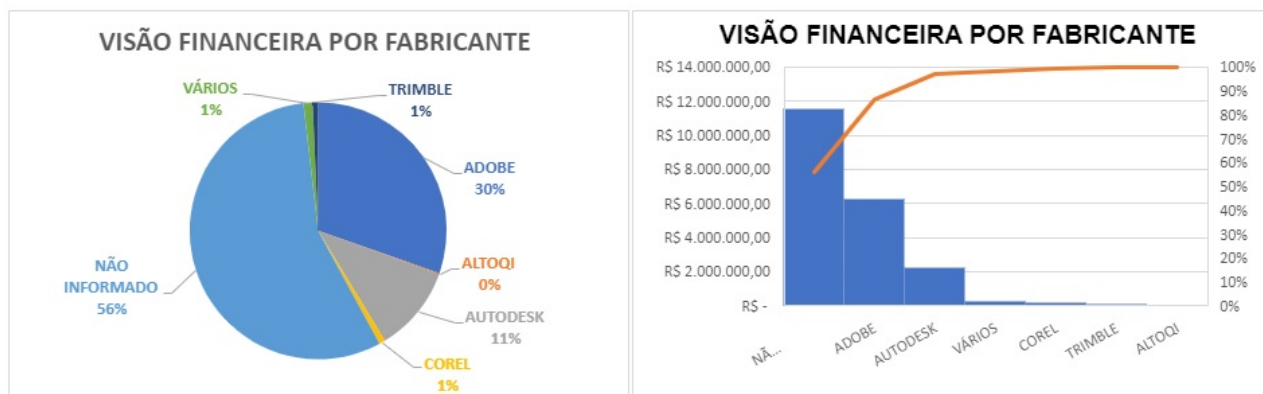 VISÃO FINANCEIRA POR FABRICANTE
VÁRIOS
1%
TRIMBLE
1%
ADOBE
30%
NÃO
INFORMADO
56%
ALTOQI
0%
AUTODESK
11%
COREL
1%
VISÃO FINANCEIRA POR FABRICANTE
R$ 14.000.000,00
R$ 12.000.000,00
R$ 10.000.000,00
R$ 8.000.000,00
R$ 6.000.000,00
R$ 4.000.000,00
R$ 2.000.000,00
R$ -
100%
90%
80%
70%
60%
50%
40%
30%
20%
10%
0%
NÃ...
ADOBE
AUTODESK
VÁRIOS
COREL
TRIMBLE
ALTOQI